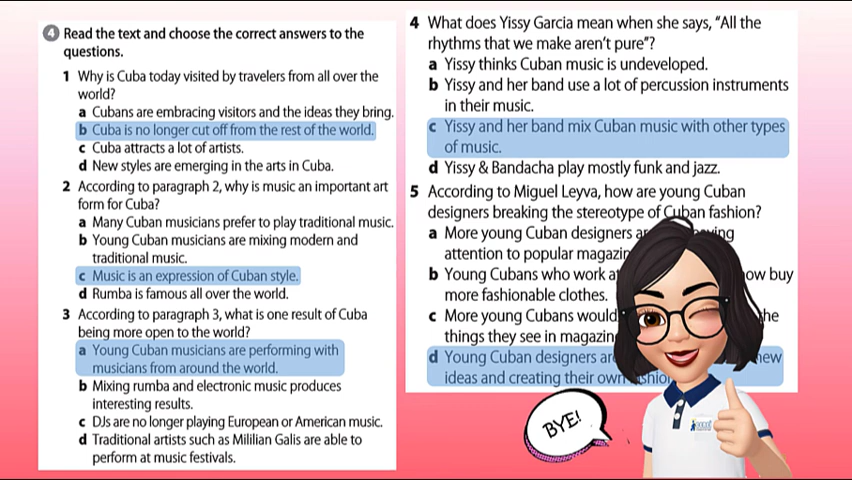 4 Read the text and choose the correct answers to the
questions.
1 Why is Cuba today visited by travelers from all over the
world?
a Cubans are embracing visitors and the ideas they bring.
b Cuba is no longer cut off from the rest of the world.
c Cuba attracts a lot of artists.
d New styles are emerging in the arts in Cuba.
2 According to paragraph 2, why is music an important art
form for Cuba?
a Many Cuban musicians prefer to play traditional music.
b Young Cuban musicians are mixing modern and
traditional music.
c Music is an expression of Cuban style.
d Rumba is famous all over the world.
3 According to paragraph 3, what is one result of Cuba
being more open to the world?
a Young Cuban musicians are performing with
musicians from around the world.
b Mixing rumba and electronic music produces
interesting results.
c DJs are no longer playing European or American music.
d Traditional artists such as Mililian Galis are able to
perform at music festivals.
4 What does Yissy Garcia mean when she says, "All the
rhythms that we make aren't pure"?
a Yissy thinks Cuban music is undeveloped.
b Yissy and her band use a lot of percussion instruments
in their music.
c Yissy and her band mix Cuban music with other types
of music.
d Yissy & Bandacha play mostly funk and jazz.
5 According to Miguel Leyva, how are young Cuban
designers breaking the stereotype of Cuban fashion?
a More young Cuban designers
attention to popular
b Young Cubans who work buy
more fashionable clothes.
c More young Cubans would
things they see in
d Young Cuban designers new
ideas and creating their own
BYE!